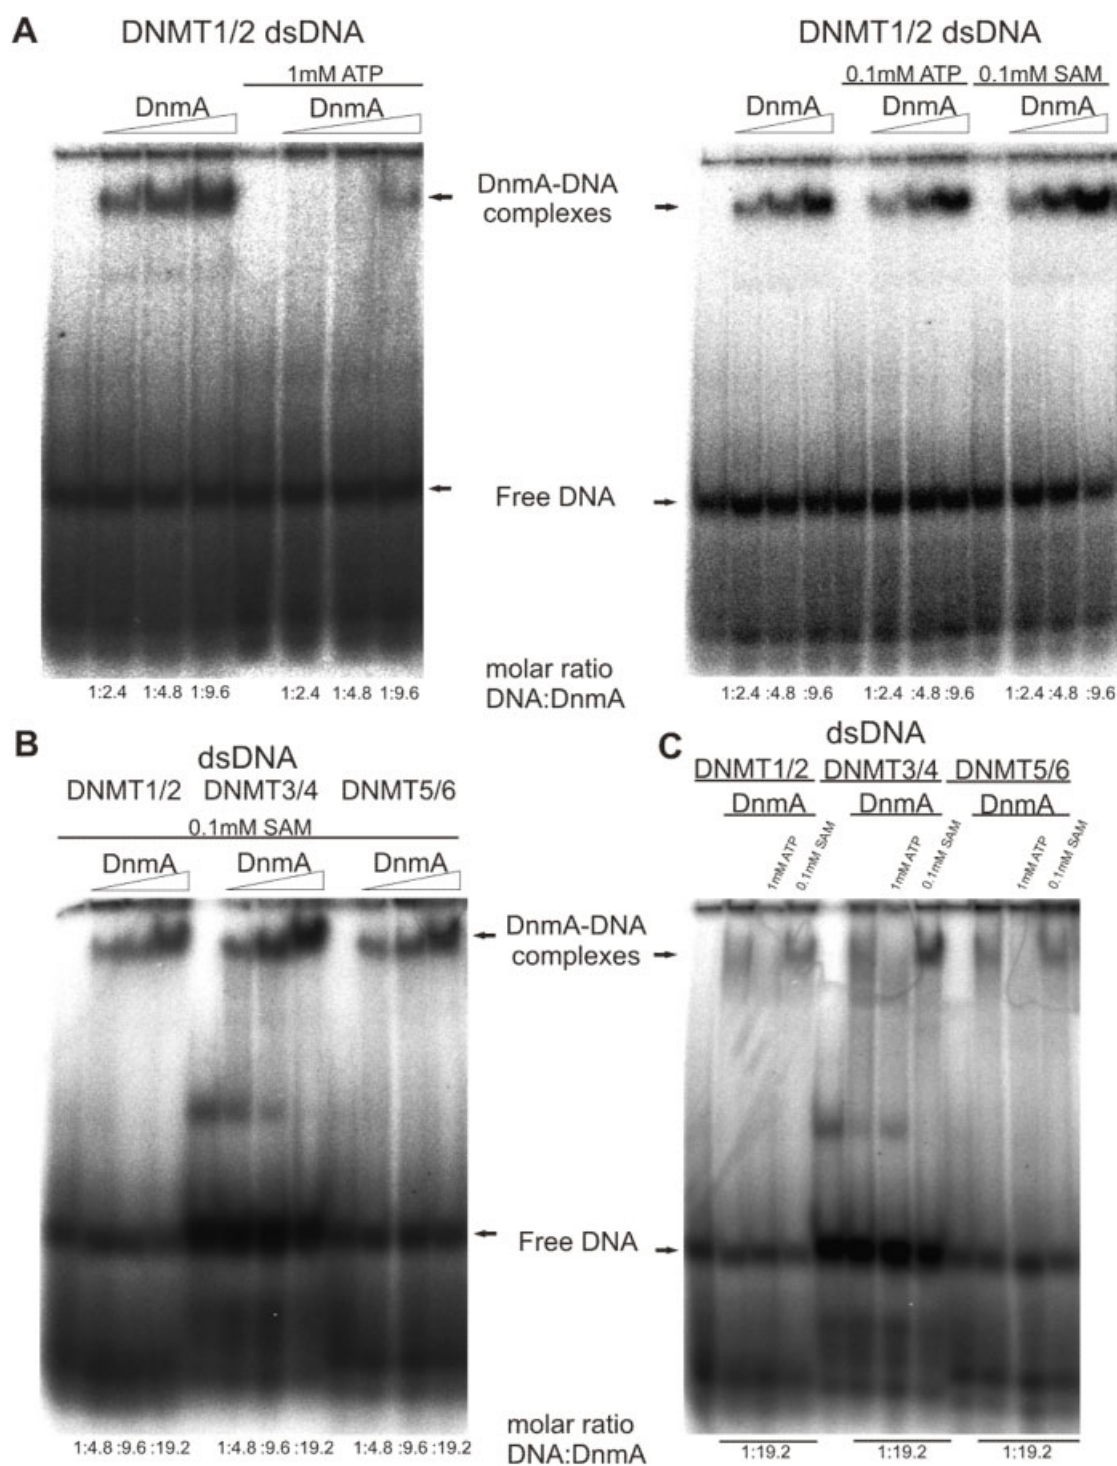 A
DNMT1/2 dsDNA
1mM ATP
DnmA
DnmA
DNMT1/2 dsDNA
0.1mM ATP
0.1mM SAM
DnmA
DnmA
DnmA
DnmA-DNA
complexes
Free DNA
molar ratio
DNA:DnmA
1:2.4 1:4.8 1:9.6
1:2.4 1:4.8 1:9.6
1:2.4 :4.8 :9.6
1:2.4 :4.8 :9.6
1:2.4 :4.8 :9.6
B
dsDNA
DNMT1/2 DNMT3/4 DNMT5/6
0.1mM SAM
DnmA DnmA DnmA
DnmA-DNA
complexes
Free DNA
1:4.8 :9.6 :19.2
1:4.8 :9.6 :19.2
1:4.8 :9.6 :19.2
molar ratio
DNA:DnmA
C
dsDNA
DNMT1/2 DNMT3/4 DNMT5/6
DnmA DnmA DnmA
1mM ATP
0.1mM SAM
1mM ATP
0.1mM SAM
1mM ATP
0.1mM SAM
1:19.2 1:19.2 1:19.2